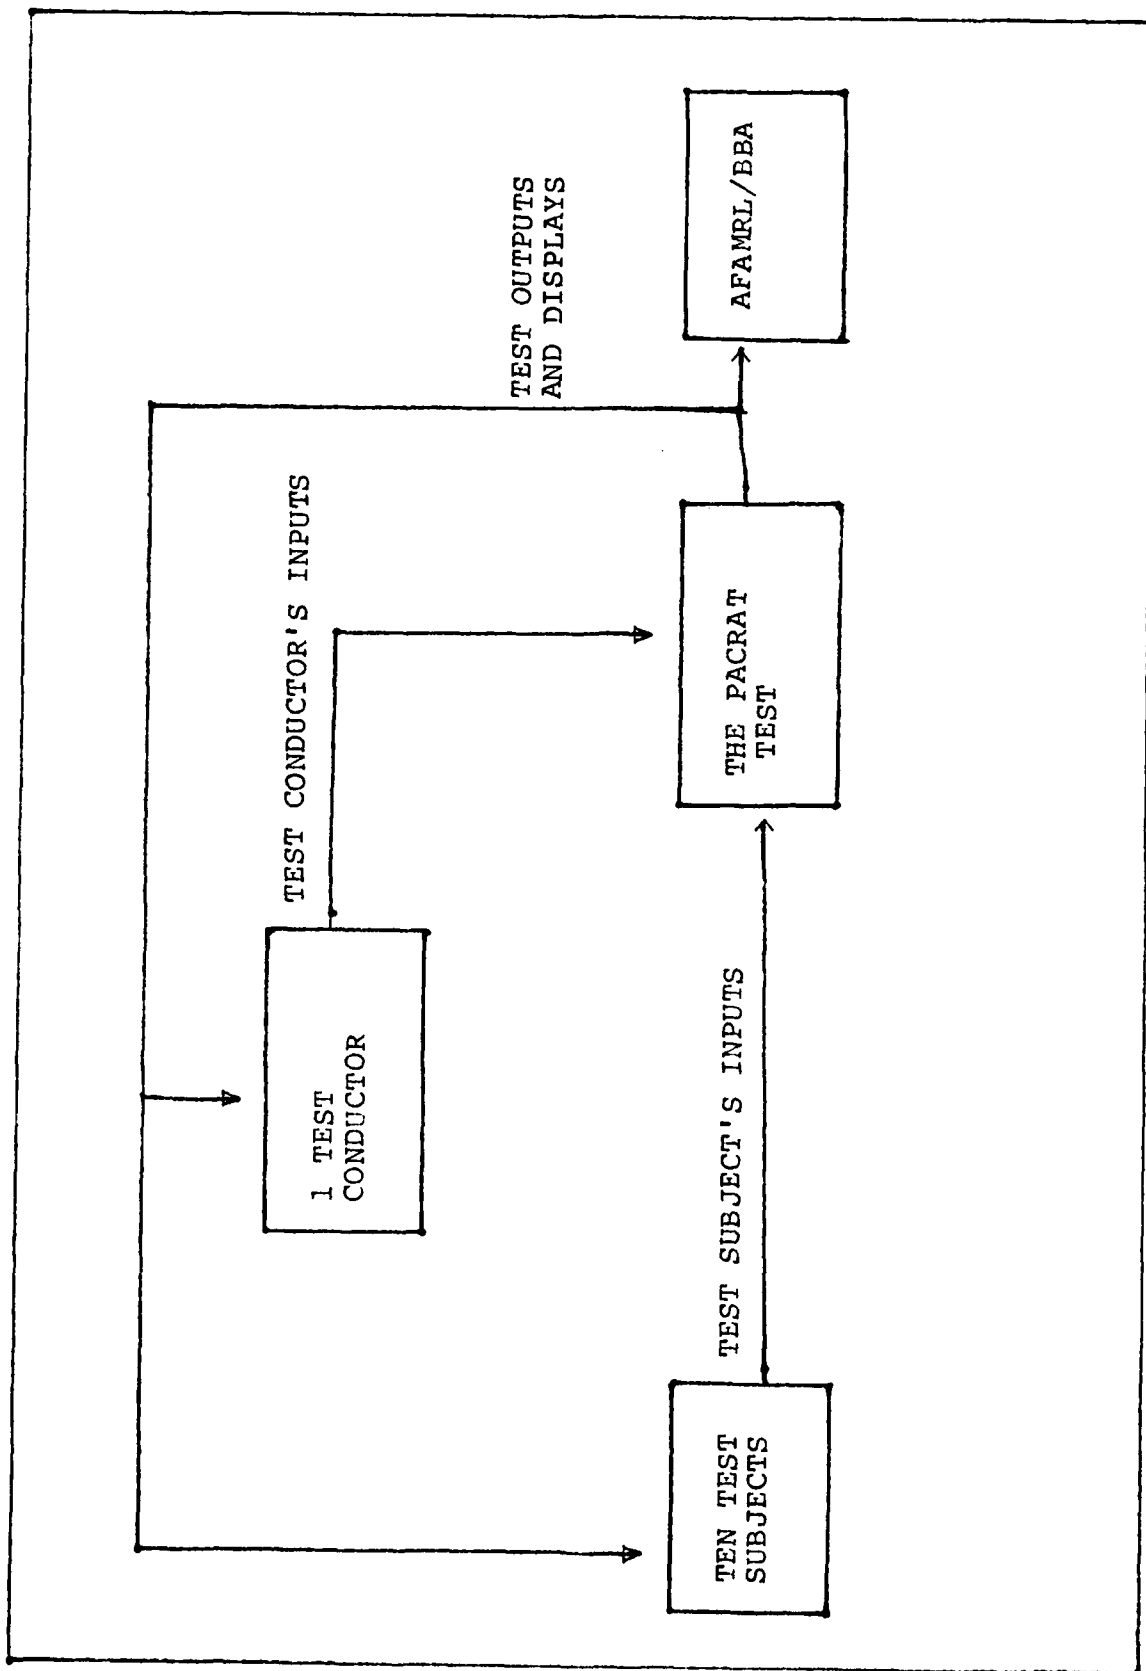 TEST OUTPUTS
AND DISPLAYS
TEST CONDUCTOR'S INPUTS
1 TEST
CONDUCTOR
TEN TEST
SUBJECTS
TEST SUBJECT'S INPUTS
THE PACRAT
TEST
AFAMRL/BBA